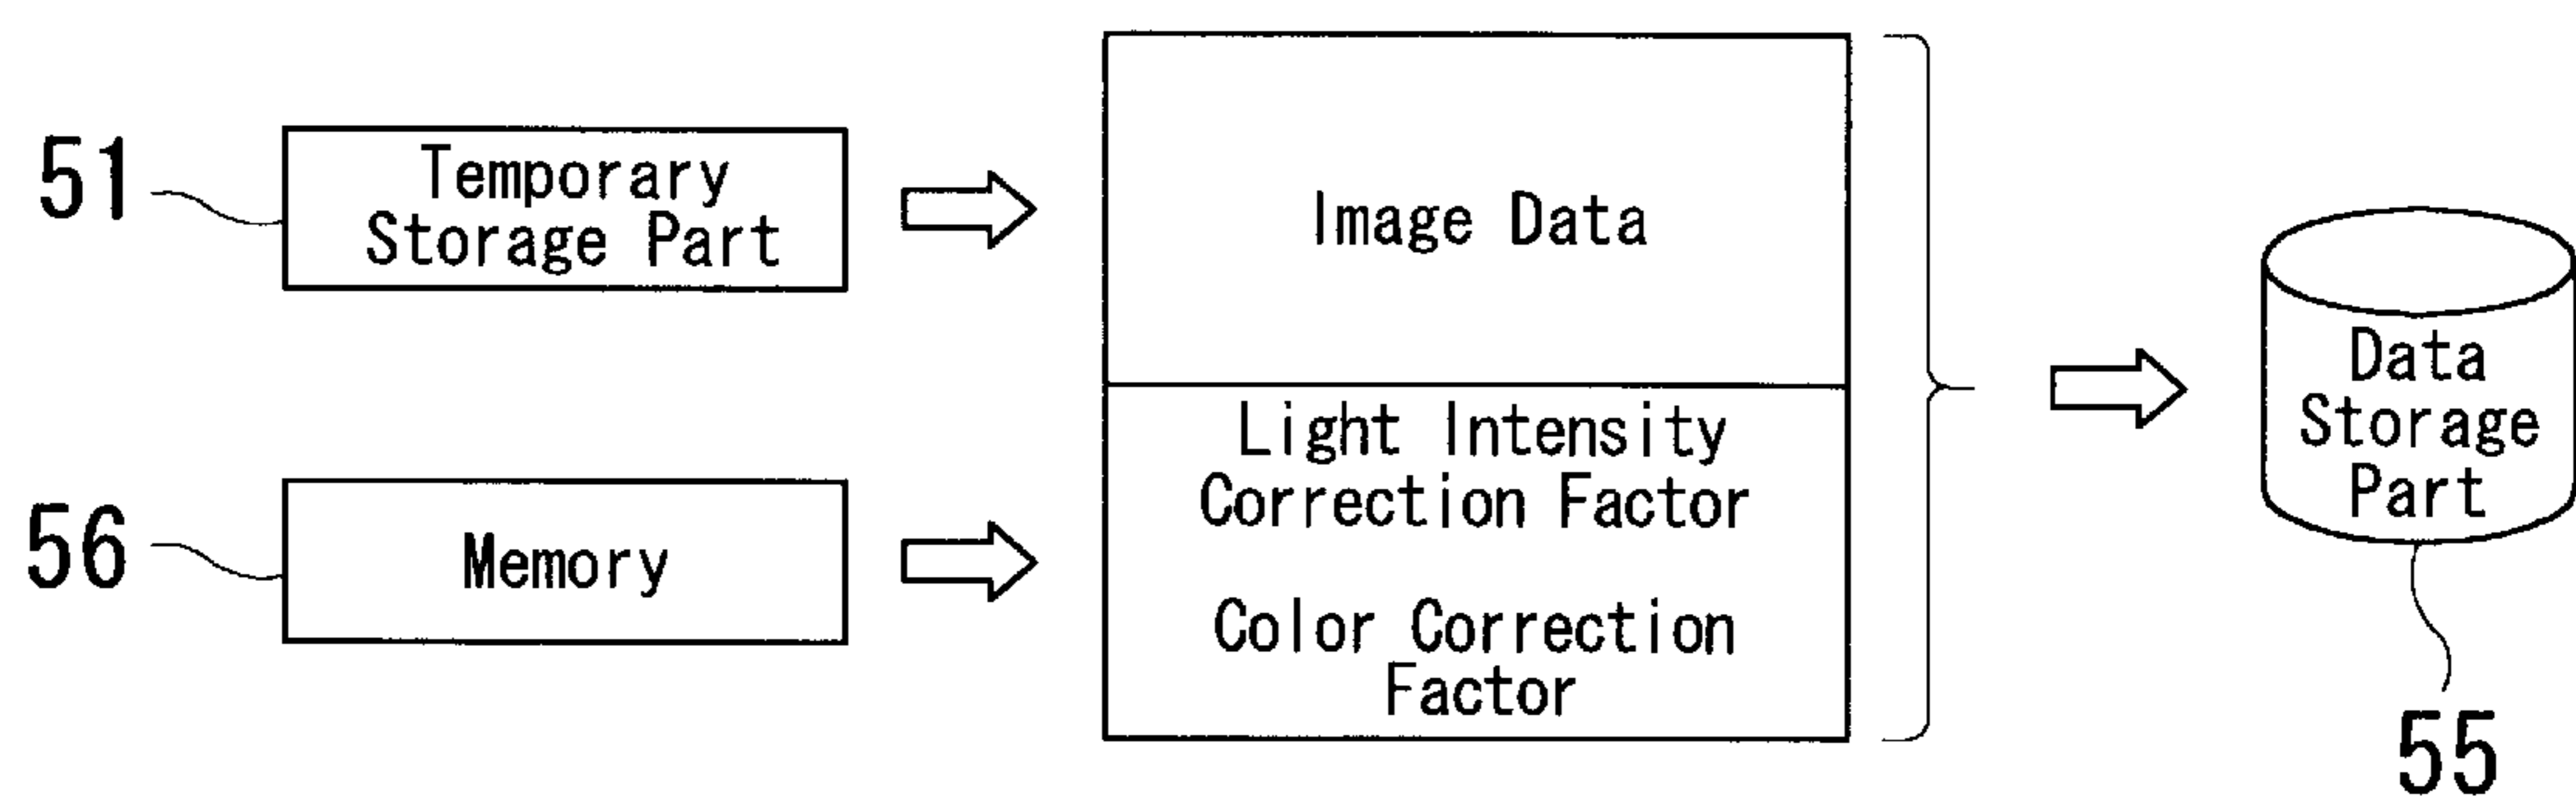 51
Temporary
Storage Part
Image Data
56
Memory
Light Intensity
Correction Factor
Color Correction
Factor
Data
Storage
Part
55